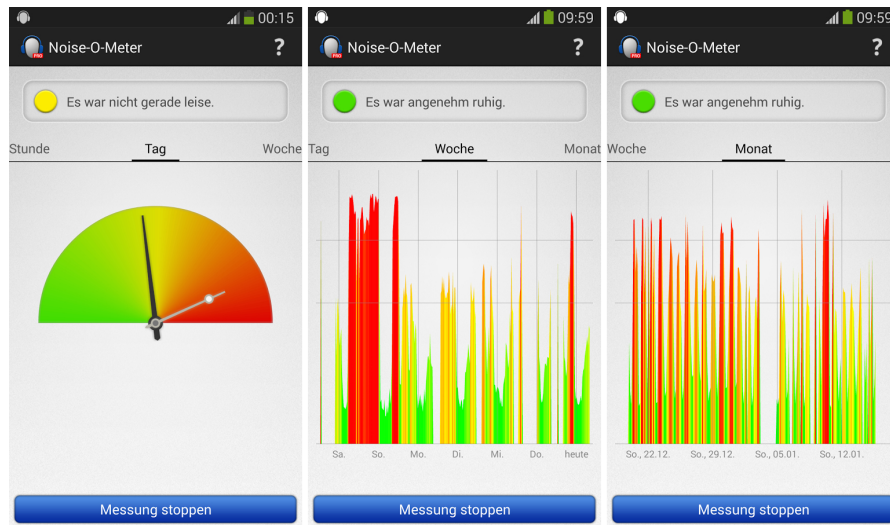 00:15
Noise-O-Meter
?
PRO
Es war nicht gerade leise.
Stunde Tag Woche
Messung stoppen
09:59
Noise-O-Meter
?
PRO
Es war angenehm ruhig.
Tag Woche Monat
Sa. So. Mo. Di. Mi. Do. heute
Messung stoppen
09:59
Noise-O-Meter
?
PRO
Es war angenehm ruhig.
Woche Monat
So., 22.12. So., 29.12. So., 05.01. So., 12.01.
Messung stoppen